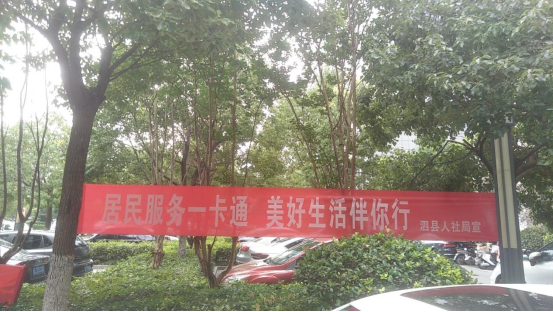 居民服务一卡通 美好生活伴你行
泗县人社局宣